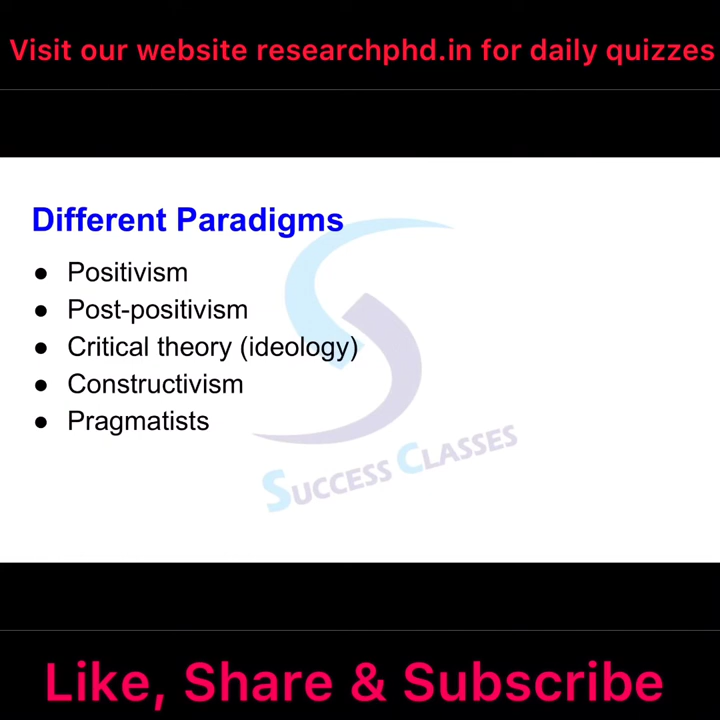 Visit our website researchphd.in for daily quizzes
Different Paradigms
● Positivism
● Post-positivism
● Critical theory (ideology)
● Constructivism
● Pragmatists
SUCCESS CLASSES
Like, Share & Subscribe